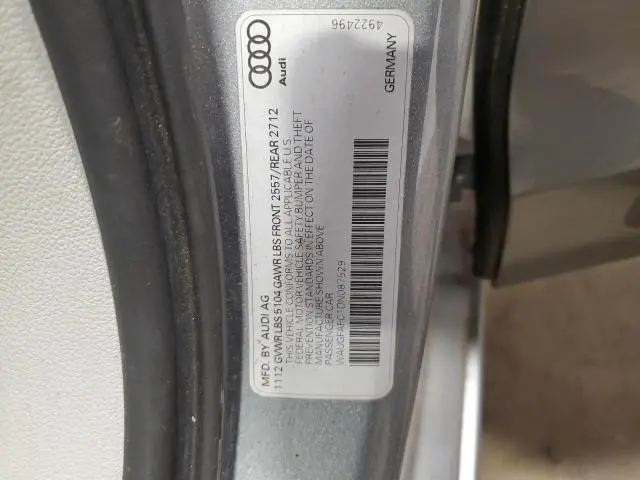 MFD. BY AUDI AG
11 12 GVWR LBS 5104 GAWR LBS FRONT 2557/REAR 2712
THIS VEHICLE CONFORMS TO ALL APPLICABLE U.S
FEDERAL MOTOR VEHICLE SAFETY BUMPER AND THEFT
PREVENTION STANDARDS IN EFFECT ON THE DATE OF
MANUFACTURE SHOWN ABOVE
PASSENGER CAR
WAUGFAFC1DN087529
Audi
GERMANY
4922496